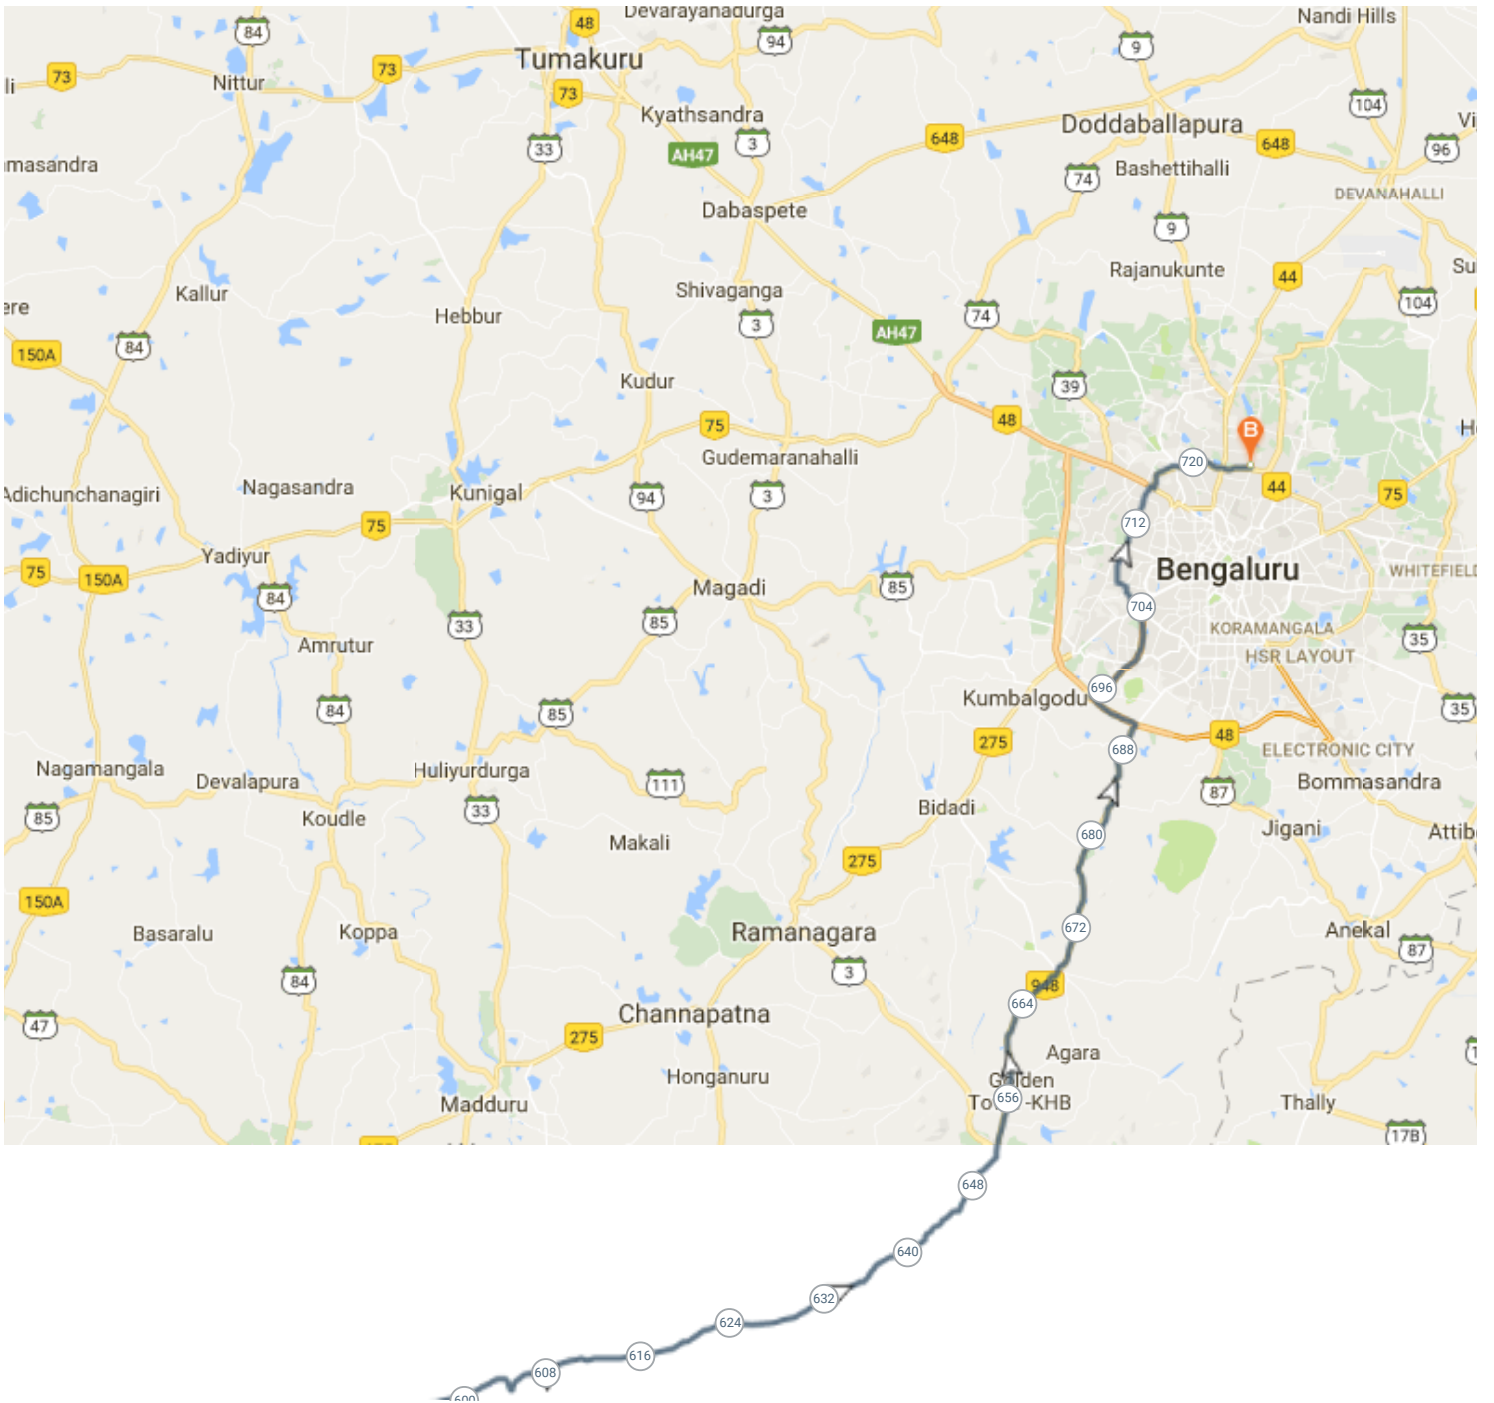 Devarayanadurga
Nandi Hills
84
48
94
9
Tumakuru
73
73
li
Nittur
73
104
Kyathsandra
Doddaballapura
Vi
33
AH47
3
648
648
96
masandra
74
Bashettihalli
DEVANAHALLI
Dabaspete
9
Rajanukunte
44
Su
Kallur
Shivaganga
104
ere
Hebbur
3
74
AH47
150A
84
Kudur
39
75
48
B
H
Gudemaranahalli
720
Adichunchanagiri
Nagasandra
Kunigal
94
3
44
75
75
712
Yadiyur
75
150A
Bengaluru
WHITEFIELD
84
Magadi
85
704
33
85
KORAMANGALA
35
Amrutur
HSR LAYOUT
84
85
Kumbalgodu
696
35
275
688
48
ELECTRONIC CITY
Nagamangala
Devalapura
Huliyurdurga
111
87
Bommasandra
85
Koudle
33
Bidadi
Makali
680
Jigani
Attib
275
150A
Basaralu
Koppa
Ramanagara
672
Anekal
87
84
3
948
664
47
Channapatna
275
Agara
Honganuru
Golden
Madduru
To
656
-KHB
Thally
17B
648
640
632
624
616
608
600